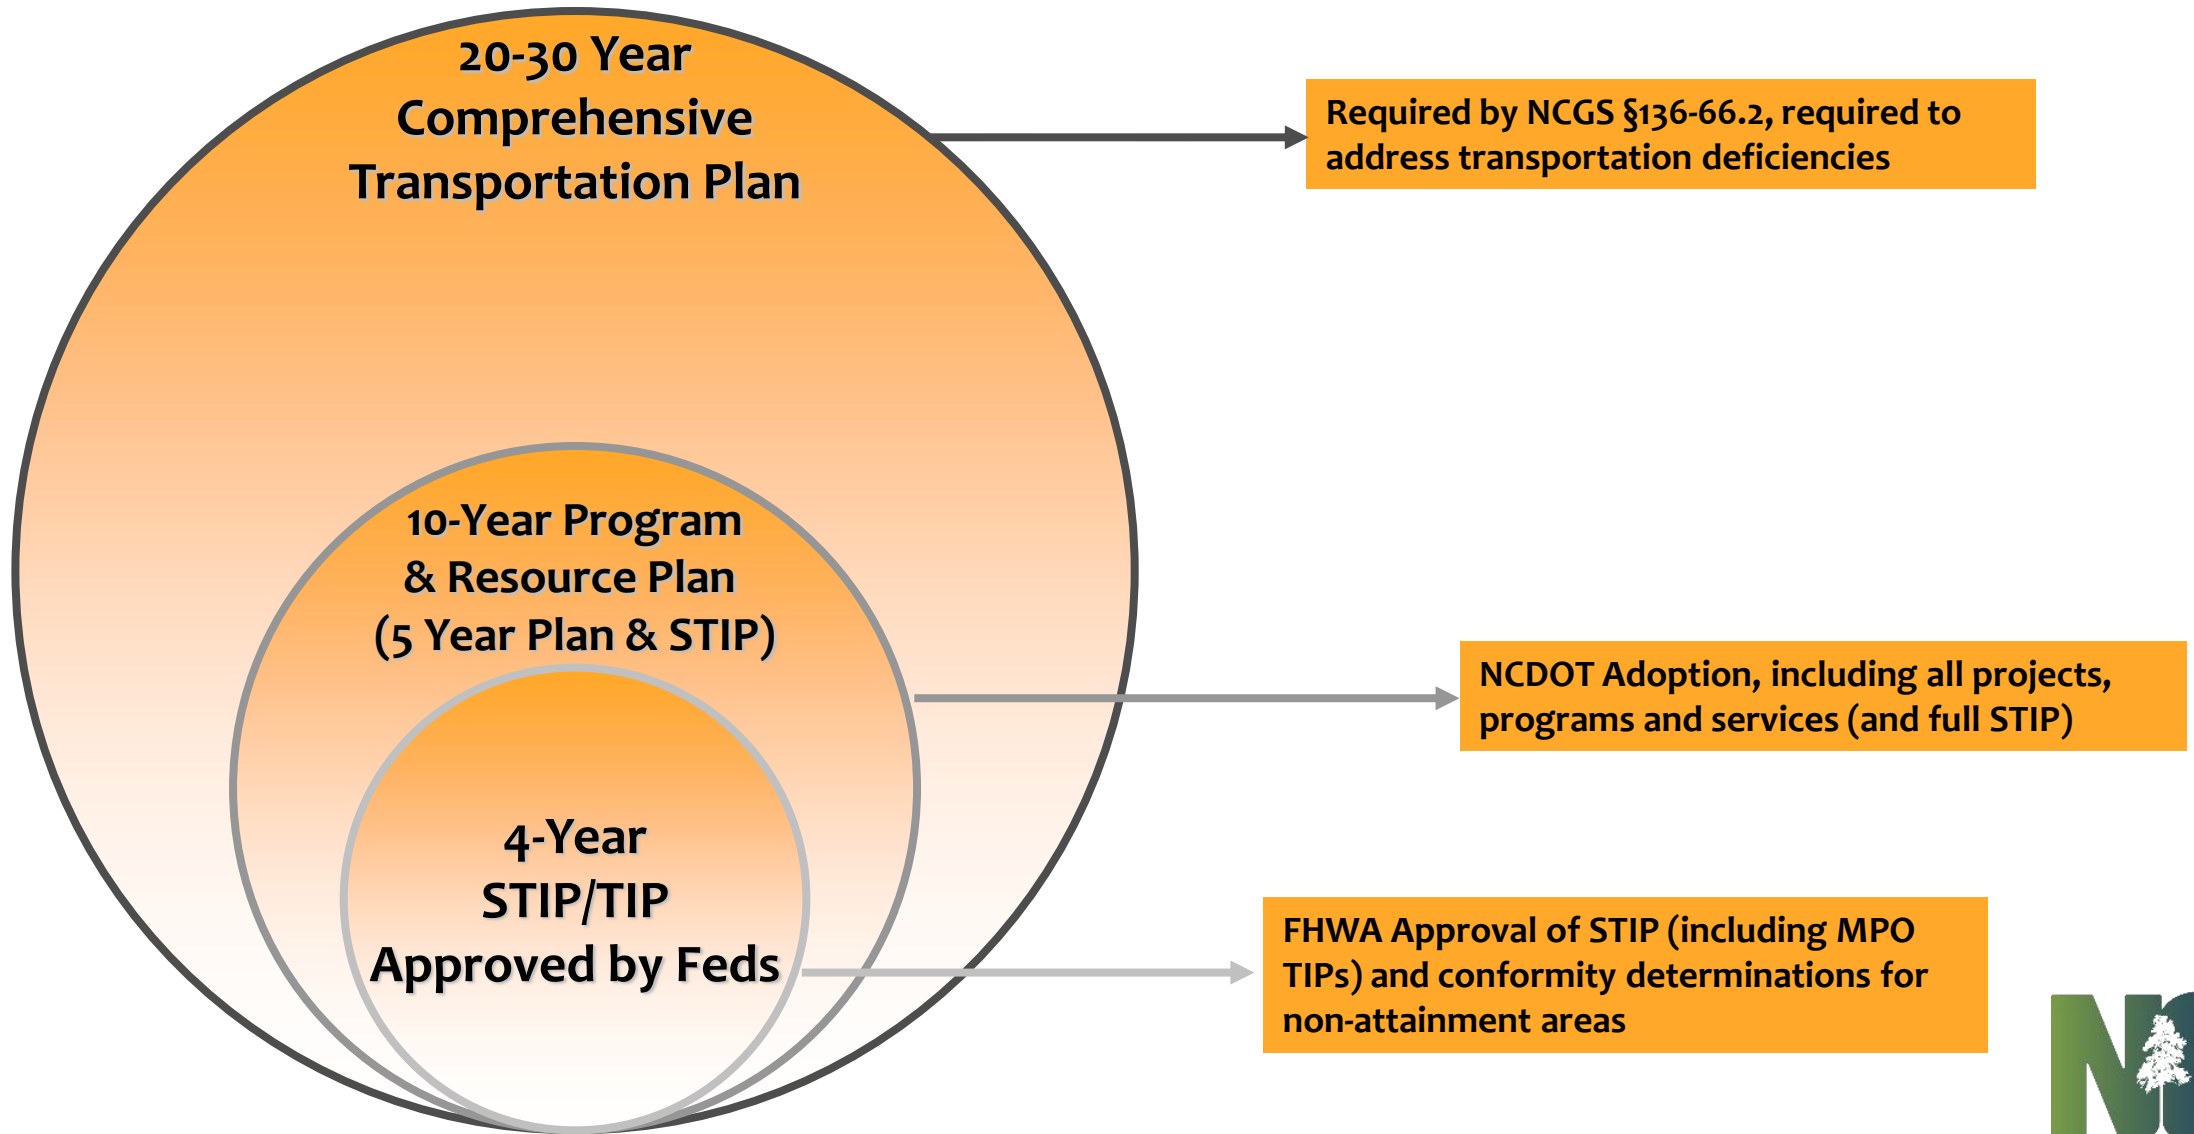 20-30 Year
Comprehensive
Transportation Plan
Required by NCGS §136-66.2, required to
address transportation deficiencies
10-Year Program
& Resource Plan
(5 Year Plan & STIP)
NCDOT Adoption, including all projects,
programs and services (and full STIP)
4-Year
STIP/TIP
Approved by Feds
FHWA Approval of STIP (including MPO
TIPs) and conformity determinations for
non-attainment areas